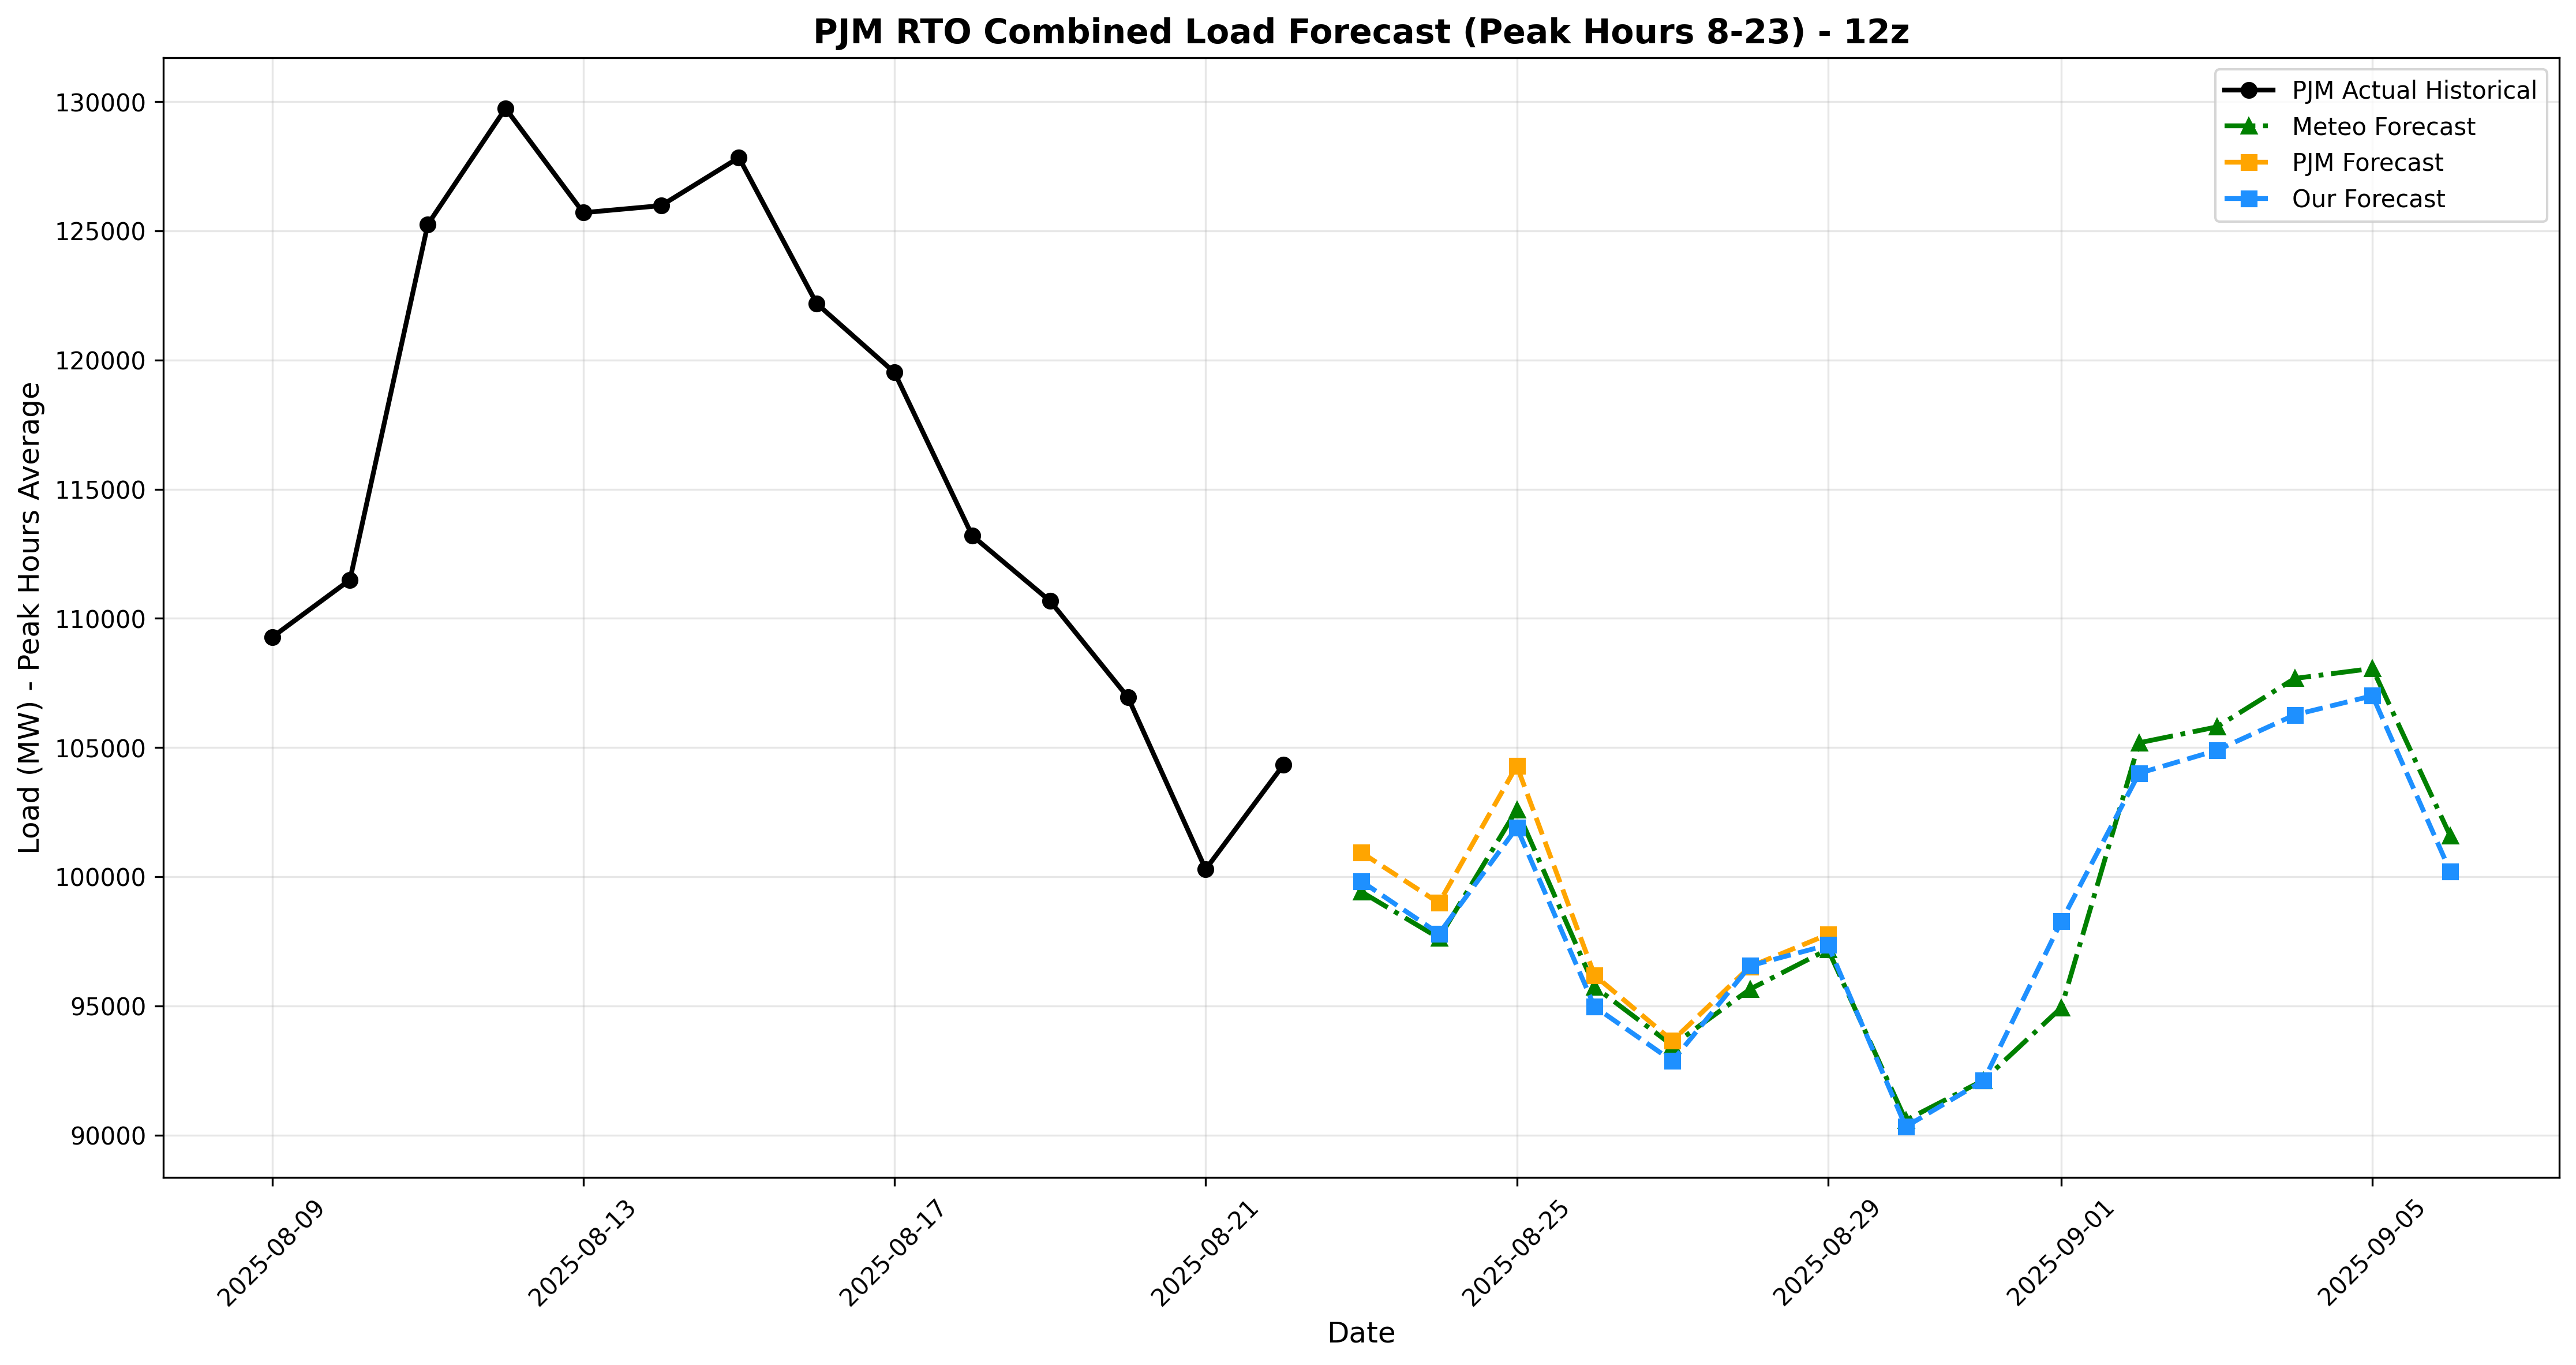 PJM RTO Combined Load Forecast (Peak Hours 8-23) - 12z
PJM Actual Historical
Meteo Forecast
PJM Forecast
Our Forecast
Load (MW) - Peak Hours Average
130000
125000
120000
115000
110000
105000
100000
95000
90000
2025-08-09
2025-08-13
2025-08-17
2025-08-21
2025-08-25
2025-08-29
2025-09-01
2025-09-05
Date